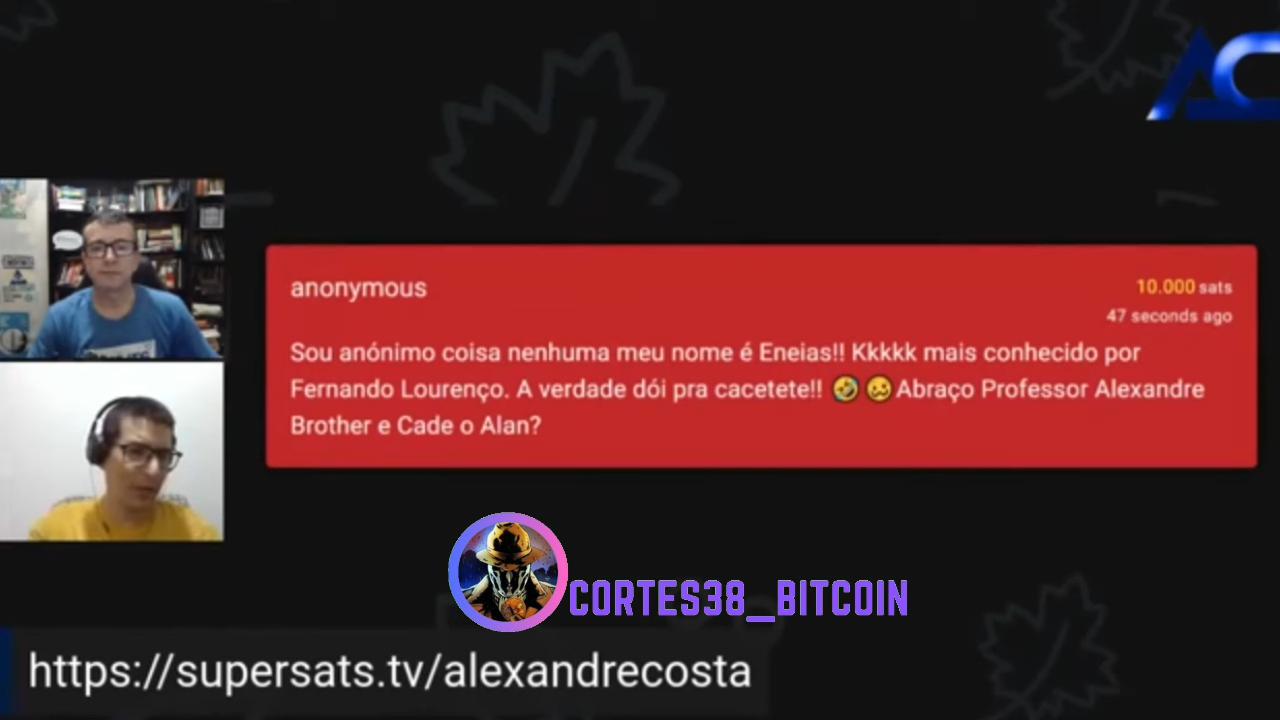 AC
anonymous
10.000 sats
47 seconds ago
Sou anónimo coisa nenhuma meu nome é Eneias!! Kkkkk mais conhecido por
Fernando Lourenço. A verdade dói pra cacetete!! 🤣 🥴 Abraço Professor Alexandre
Brother e Cade o Alan?
CORTES38_BITCOIN
https://supersats.tv/alexandrecosta